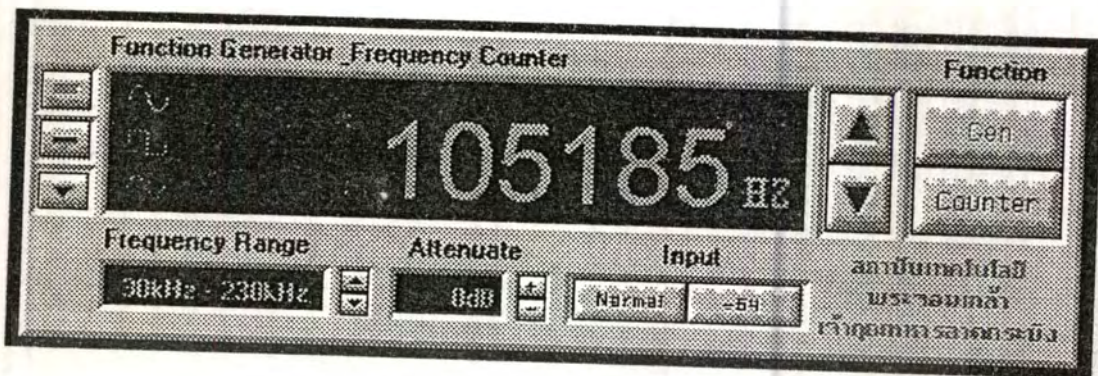 Function Generator_Frequency Counter
Function
105185 HZ
Gen
Counter
Frequency Range
Attenuate
Input
30kHz - 230kHz
0dB
Normal
÷64
สถาบันเทคโนโลยี
พระจอมเกล้า
เจ้าคุณทหารลาดกระบัง